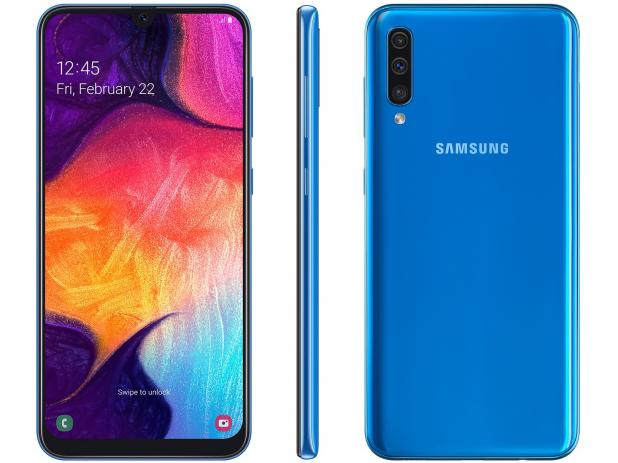 12:45
Fri, February 22
Swipe to unlock
SAMSUNG